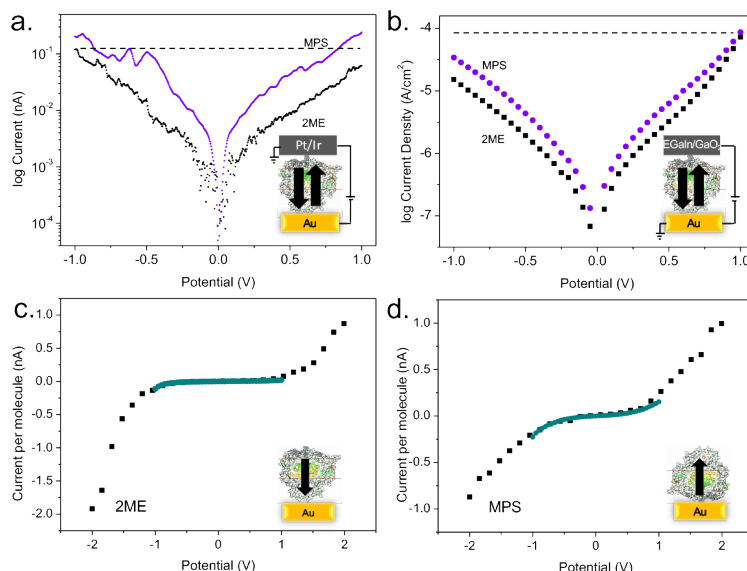 a.
log Current (nA)
10⁻¹
10⁻²
10⁻³
10⁻⁴
MPS
2ME
Pt/Ir
Au
-1.0 -0.5 0.0 0.5 1.0
Potential (V)
b.
log Current Density (A/cm²)
-4
-5
-6
-7
MPS
2ME
EGaIn/GaOₓ
Au
-1.0 -0.5 0.0 0.5 1.0
Potential (V)
c.
Current per molecule (nA)
1.0
0.5
0.0
-0.5
-1.0
-1.5
-2.0
2ME
Au
-2 -1 0 1 2
Potential (V)
d.
Current per molecule (nA)
1.0
0.5
0.0
-0.5
-1.0
MPS
Au
-2 -1 0 1 2
Potential (V)